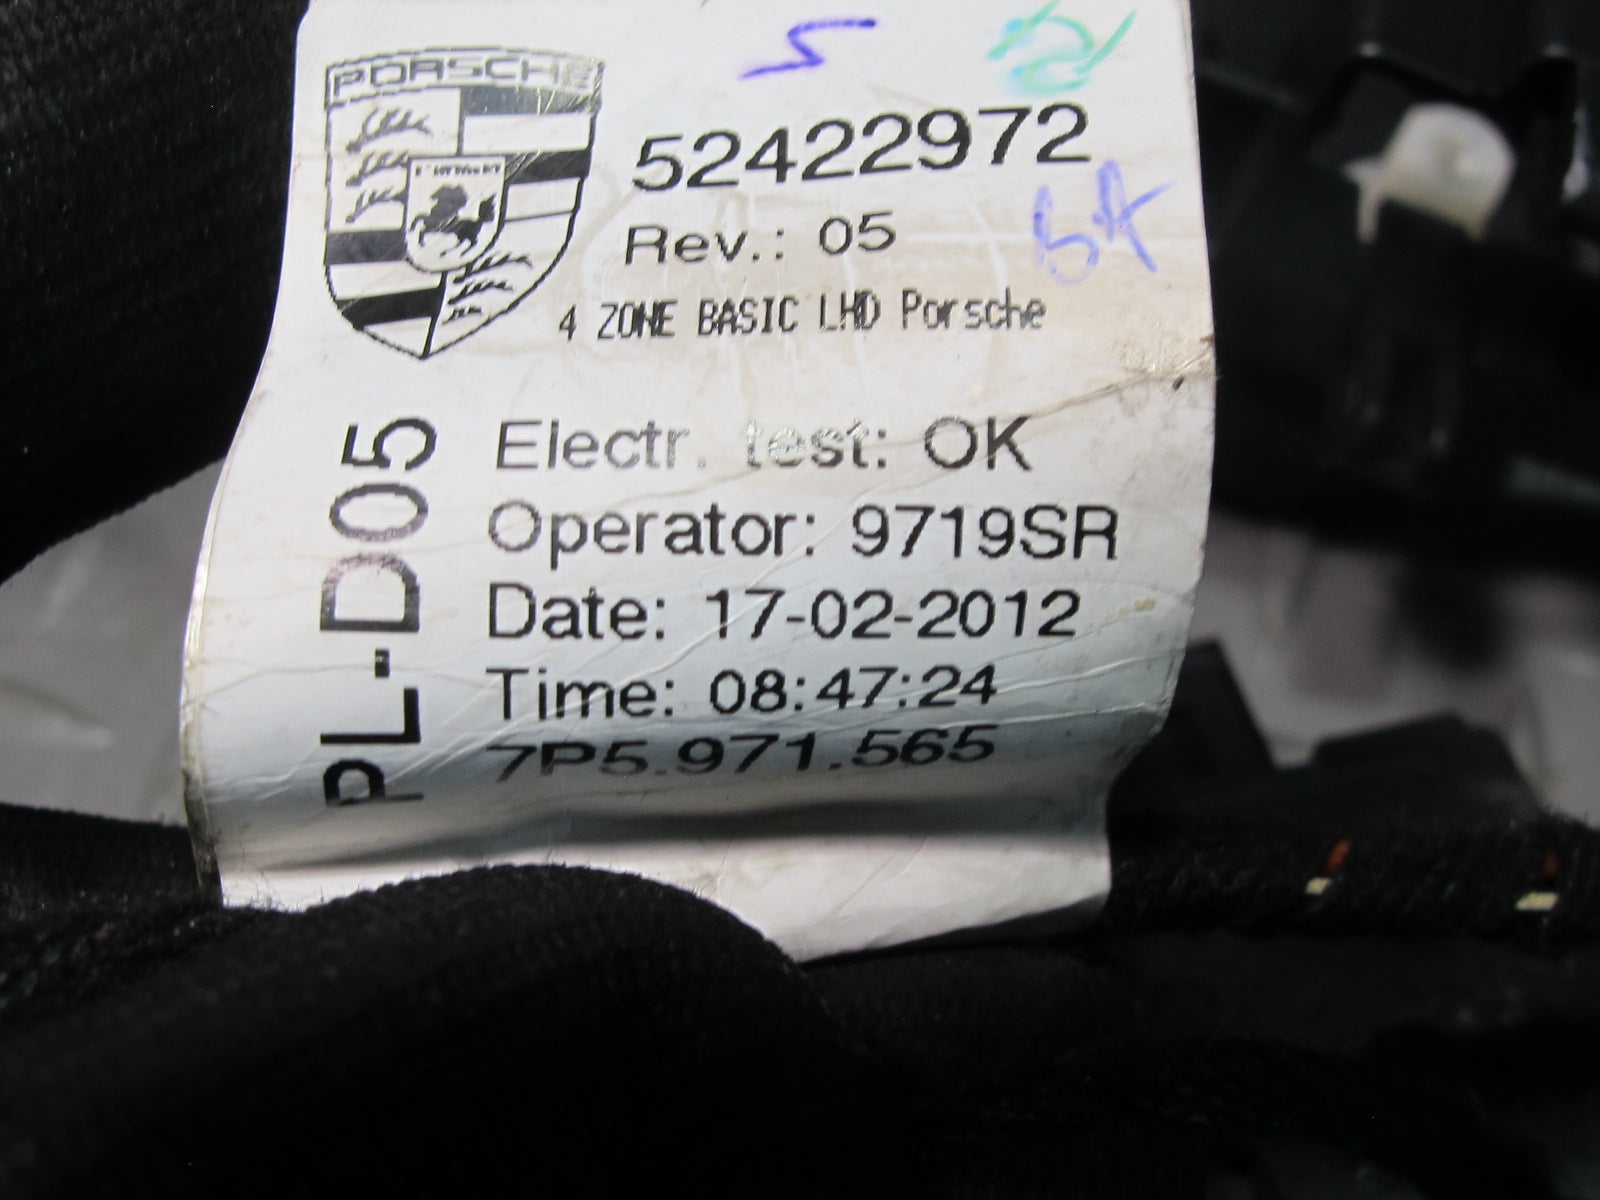 PORSCHE
5
52422972
Rev.: 05
4 ZONE BASIC LHD Porsche
PL-D05
Electr. test: OK
Operator: 9719SR
Date: 17-02-2012
Time: 08:47:24
7P5.971.565